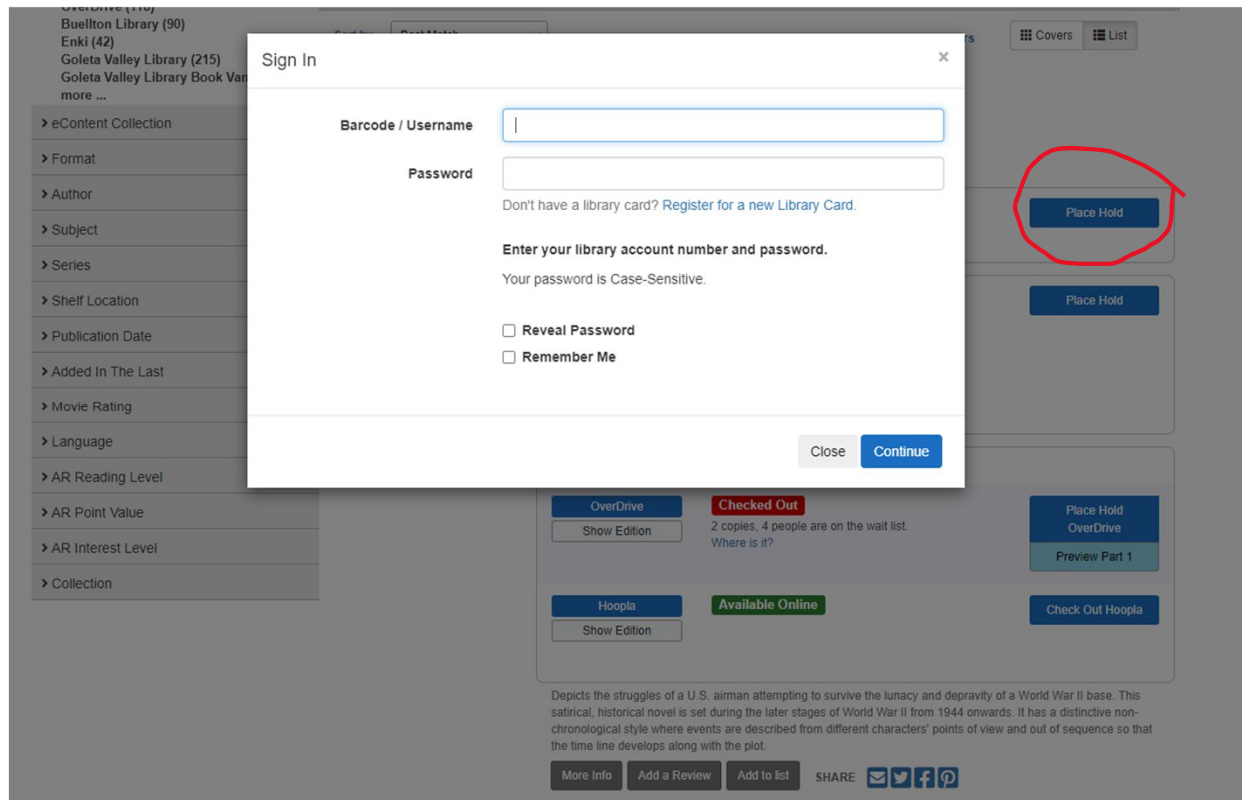 OverDrive (110)
Buellton Library (90)
Enki (42)
Goleta Valley Library (215)
Goleta Valley Library Book Van
more ...
eContent Collection
Format
Author
Subject
Series
Shelf Location
Publication Date
Added In The Last
Movie Rating
Language
AR Reading Level
AR Point Value
AR Interest Level
Collection
Covers
List
Sign In
×
Barcode / Username
Password
Don't have a library card? Register for a new Library Card.
Enter your library account number and password.
Your password is Case-Sensitive.
Reveal Password
Remember Me
Close
Continue
Place Hold
Place Hold
OverDrive
Show Edition
Checked Out
2 copies, 4 people are on the wait list.
Where is it?
Place Hold
OverDrive
Preview Part 1
Hoopla
Show Edition
Available Online
Check Out Hoopla
Depicts the struggles of a U.S. airman attempting to survive the lunacy and depravity of a World War II base. This
satirical, historical novel is set during the later stages of World War II from 1944 onwards. It has a distinctive non-
chronological style where events are described from different characters' points of view and out of sequence so that
the time line develops along with the plot.
More Info
Add a Review
Add to list
SHARE